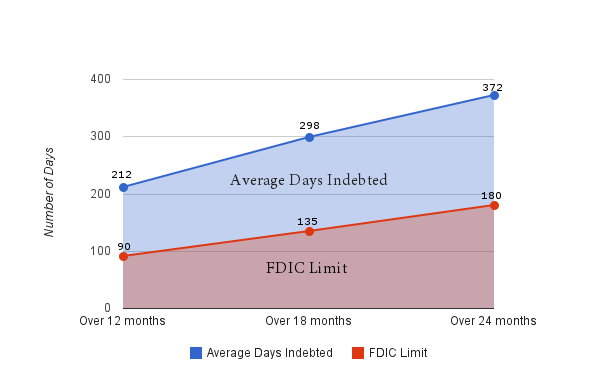 400
372
298
300
212
Average Days Indebted
200
180
135
90
100
FDIC Limit
0
Number of Days
Over 12 months Over 18 months Over 24 months
Average Days Indebted FDIC Limit